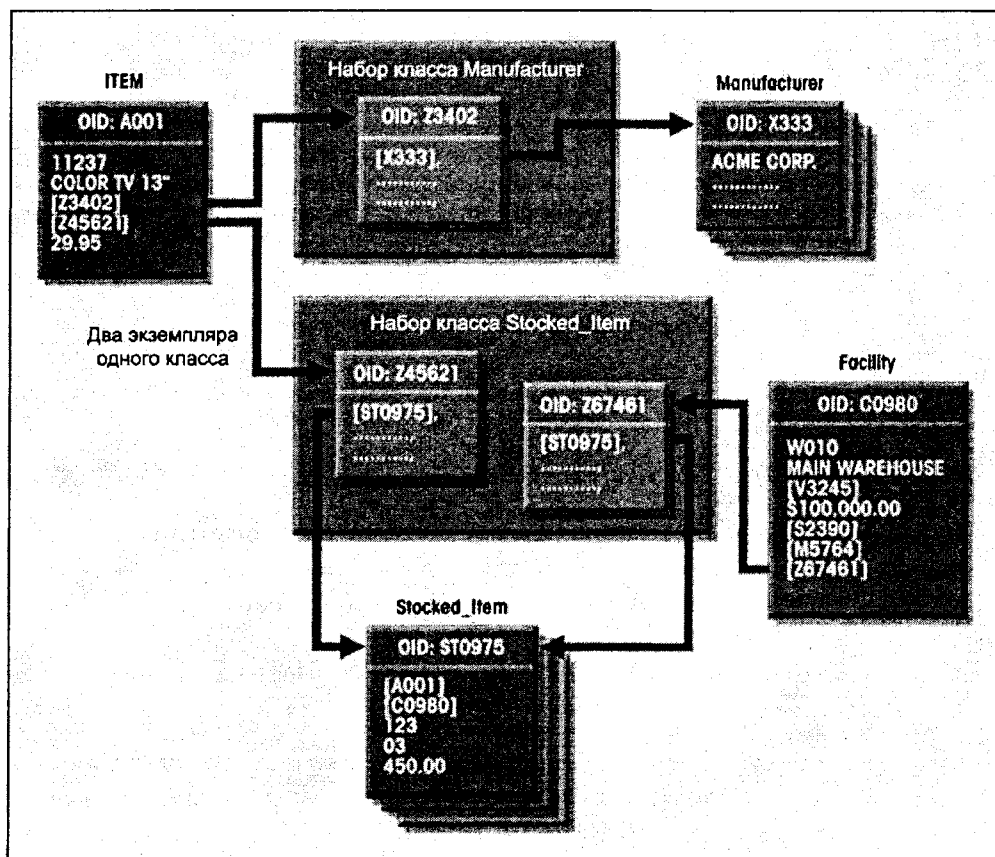 Набор класса Manufacturer
ITEM
OID: A001
11237
COLOR TV 13"
[Z3402]
[Z45621]
29.95
OID: Z3402
[X333],
Manufacturer
OID: X333
ACME CORP.
Два экземпляра
одного класса
Набор класса Stocked_Item
OID: Z45621
[ST0975],
OID: Z67461
[ST0975],
Facility
OID: C0980
W010
MAIN WAREHOUSE
[V3245]
$100,000.00
[S2390]
[M5764]
[Z67461]
Stocked_Item
OID: ST0975
[A001]
[C0980]
123
03
450.00